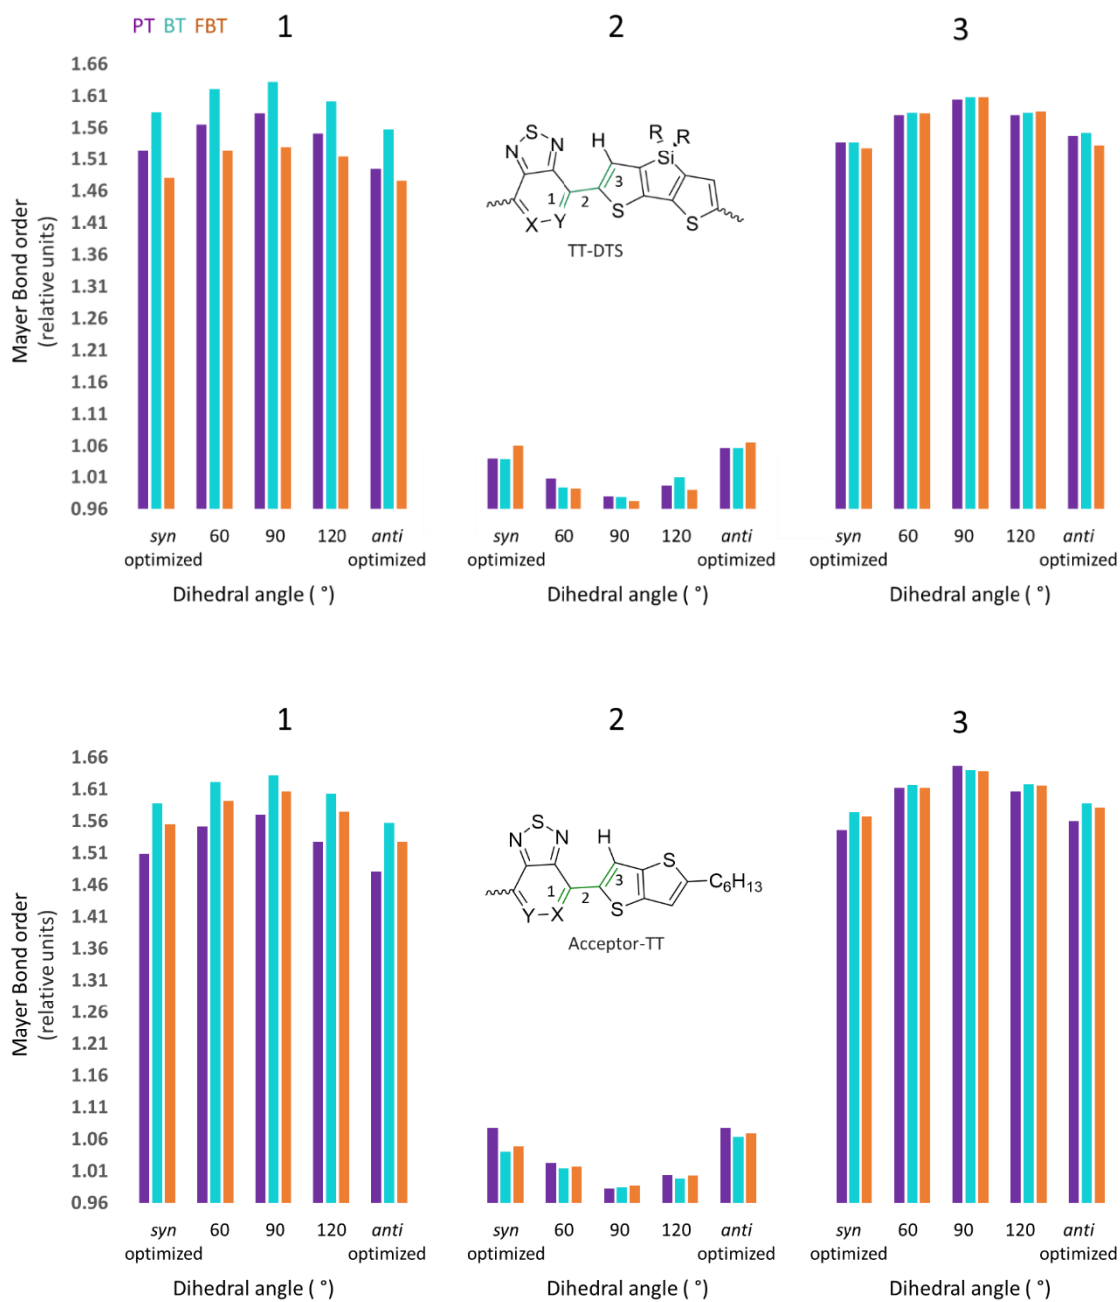 PT BT FBT
1
2
3
1.66
1.61
1.56
1.51
1.46
1.41
1.36
1.31
1.26
1.21
1.16
1.11
1.06
1.01
0.96
Mayer Bond order
(relative units)
syn
optimized
60
90
120
anti
optimized
Dihedral angle ( °)
S
N
N
H
R
R
Si
1
2
3
X
Y
S
S
TT-DTS
syn
optimized
60
90
120
anti
optimized
Dihedral angle ( °)
syn
optimized
60
90
120
anti
optimized
Dihedral angle ( °)
1
2
3
1.66
1.61
1.56
1.51
1.46
1.41
1.36
1.31
1.26
1.21
1.16
1.11
1.06
1.01
0.96
Mayer Bond order
(relative units)
syn
optimized
60
90
120
anti
optimized
Dihedral angle ( °)
S
N
N
H
S
C6H13
1
2
3
Y
X
S
Acceptor-TT
syn
optimized
60
90
120
anti
optimized
Dihedral angle ( °)
syn
optimized
60
90
120
anti
optimized
Dihedral angle ( °)